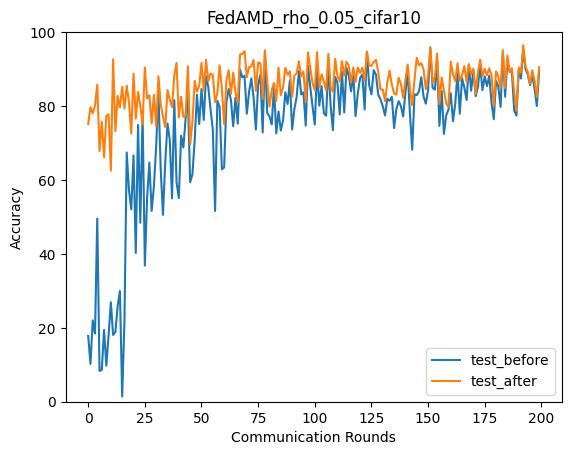 FedAMD_rho_0.05_cifar10
100
80
60
40
20
0
Accuracy
0 25 50 75 100 125 150 175 200
Communication Rounds
test_before
test_after